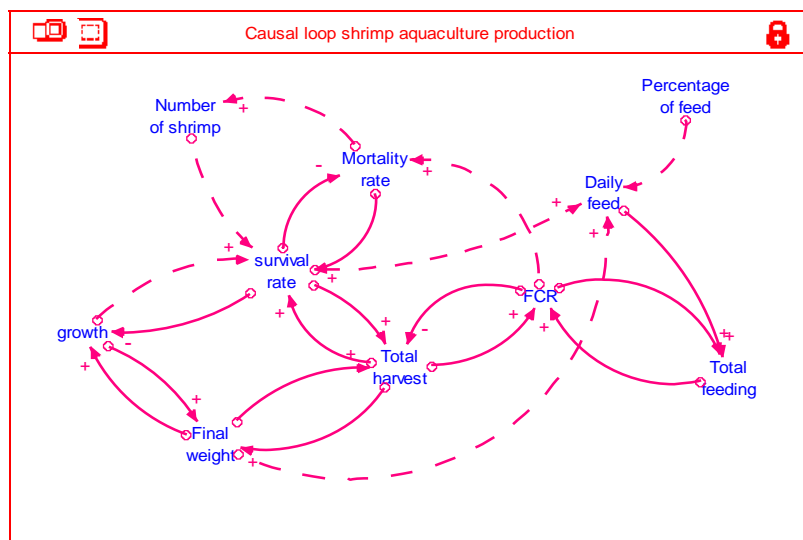 Causal loop shrimp aquaculture production
Percentage
of feed
Number
of shrimp
+
-
Mortality
rate
+
Daily
feed
+
+
+
survival
rate
+
FCR
+
+
+
+
-
growth
-
+
+
Total
harvest
++
Total
feeding
+
+
Final
weight
+